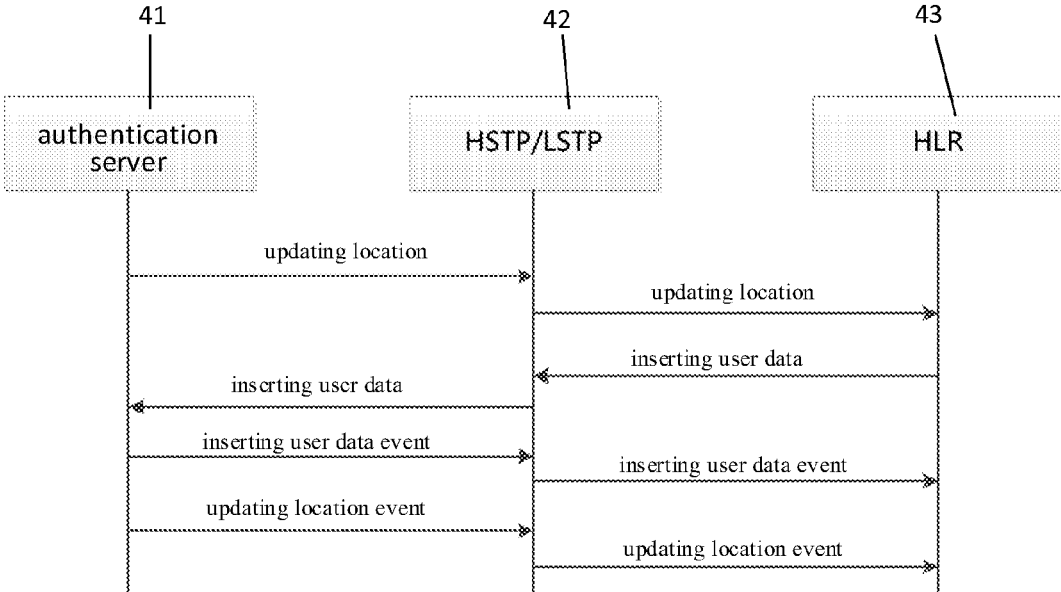 41
42
43
authentication
server
HSTP/LSTP
HLR
updating location
updating location
inserting user data
inserting user data
inserting user data event
inserting user data event
updating location event
updating location event